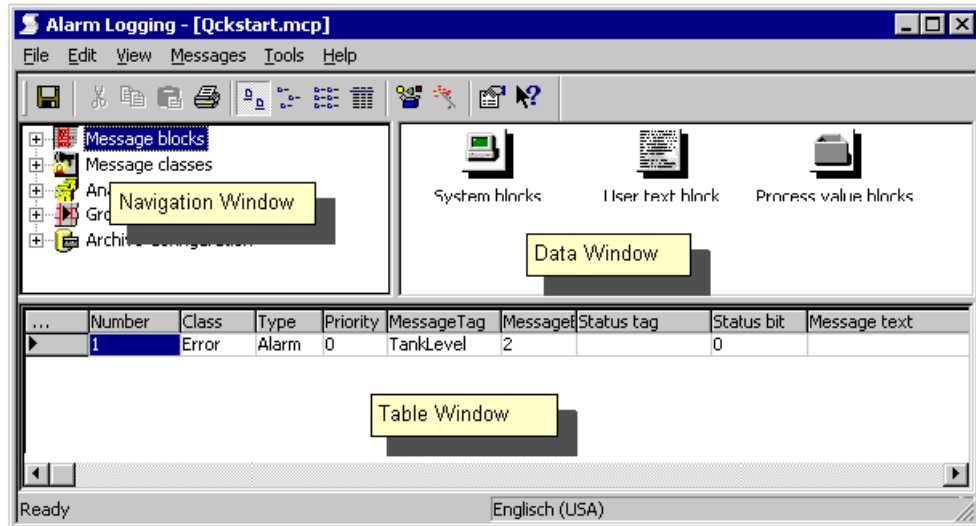 Alarm Logging - [Qckstart.mcp]
File Edit View Messages Tools Help
Message blocks
Message classes
Navigation Window
System blocks User text block Process value blocks
Data Window
... Number Class Type Priority MessageTag Status tag Status bit Message text
1 Error Alarm 0 TankLevel 2 0
Table Window
Ready Englisch (USA)